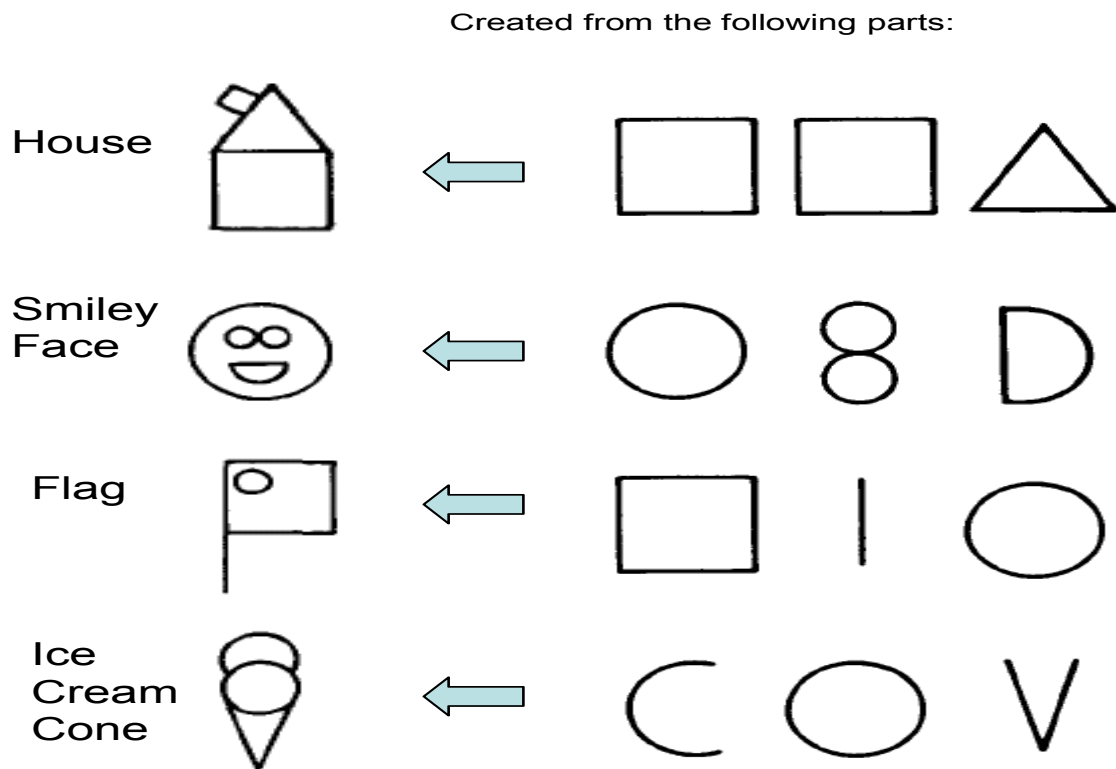 Created from the following parts:
House
Smiley
Face
Flag
Ice
Cream
Cone